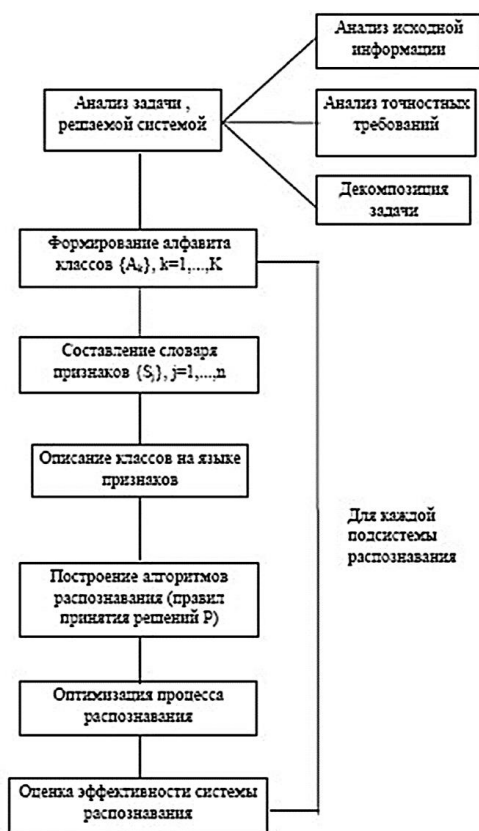 Анализ исходной
информации
Анализ задачи ,
решаемой системой
Анализ точностных
требований
Декомпозиция
задачи
Формирование алфавита
классов {Aₖ}, k=1,...,K
Составление словаря
признаков {Sⱼ}, j=1,...,n
Описание классов на языке
признаков
Для каждой
подсистемы
распознавания
Построение алгоритмов
распознавания (правил
принятия решений P)
Оптимизация процесса
распознавания
Оценка эффективности системы
распознавания